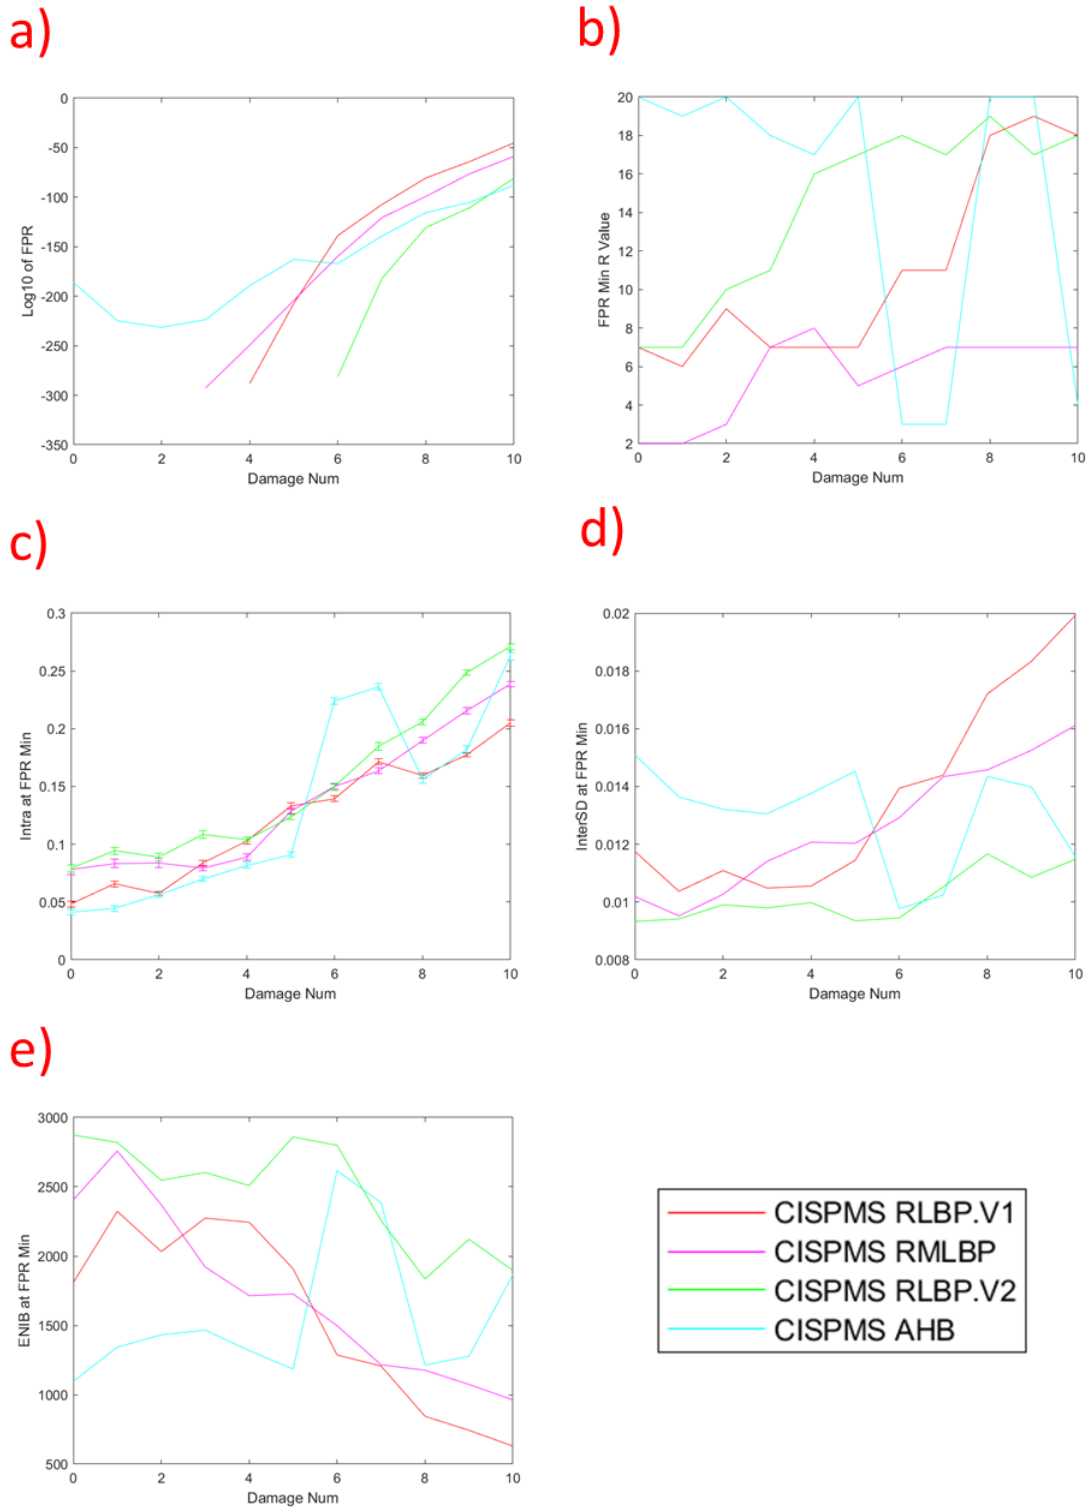 a)
0
-50
-100
-150
-200
-250
-300
-350
Log10 of FPR
0 2 4 6 8 10
Damage Num
b)
20
18
16
14
12
10
8
6
4
2
FPR Min R Value
0 2 4 6 8 10
Damage Num
c)
0.3
0.25
0.2
0.15
0.1
0.05
0
Intra at FPR Min
0 2 4 6 8 10
Damage Num
d)
0.02
0.018
0.016
0.014
0.012
0.01
0.008
InterSD at FPR Min
0 2 4 6 8 10
Damage Num
e)
3000
2500
2000
1500
1000
500
ENIB at FPR Min
0 2 4 6 8 10
Damage Num
CISPMS RLBP.V1
CISPMS RMLBP
CISPMS RLBP.V2
CISPMS AHB